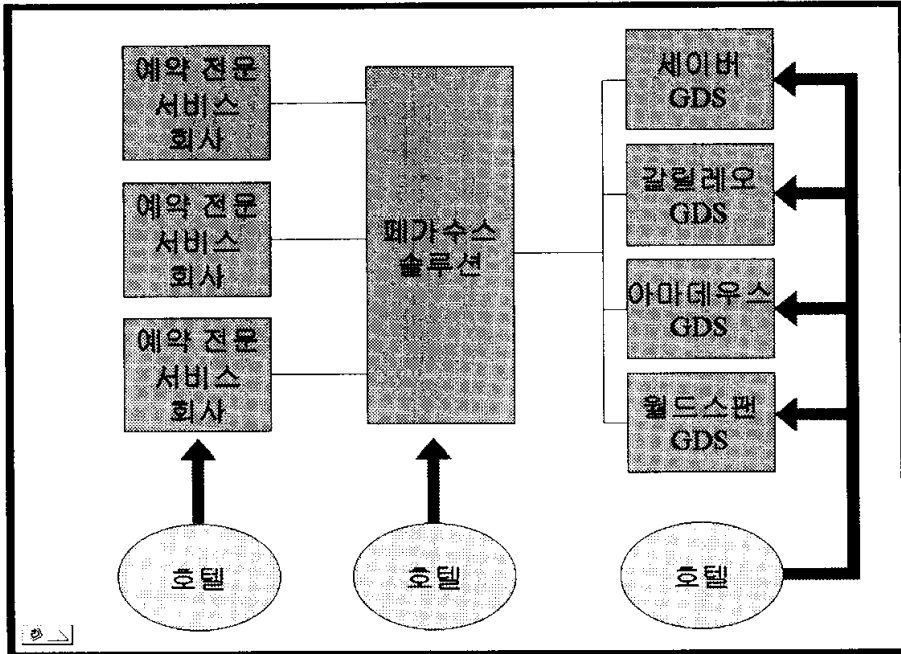 예약 전문
서비스
회사
예약 전문
서비스
회사
예약 전문
서비스
회사
페가수스
솔루션
세이버
GDS
갈릴레오
GDS
아마데우스
GDS
월드스팬
GDS
호텔
호텔
호텔